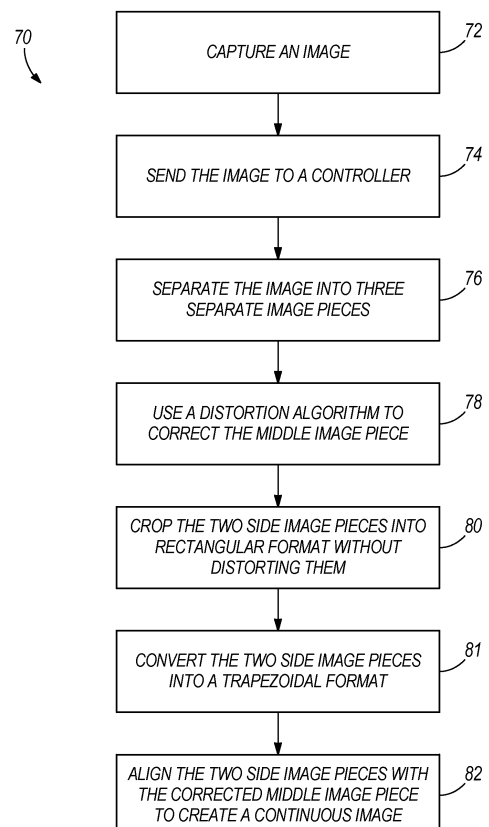 70
CAPTURE AN IMAGE
72
SEND THE IMAGE TO A CONTROLLER
74
SEPARATE THE IMAGE INTO THREE
SEPARATE IMAGE PIECES
76
USE A DISTORTION ALGORITHM TO
CORRECT THE MIDDLE IMAGE PIECE
78
CROP THE TWO SIDE IMAGE PIECES INTO
RECTANGULAR FORMAT WITHOUT
DISTORTING THEM
80
CONVERT THE TWO SIDE IMAGE PIECES
INTO A TRAPEZOIDAL FORMAT
81
ALIGN THE TWO SIDE IMAGE PIECES WITH
THE CORRECTED MIDDLE IMAGE PIECE
TO CREATE A CONTINUOUS IMAGE
82